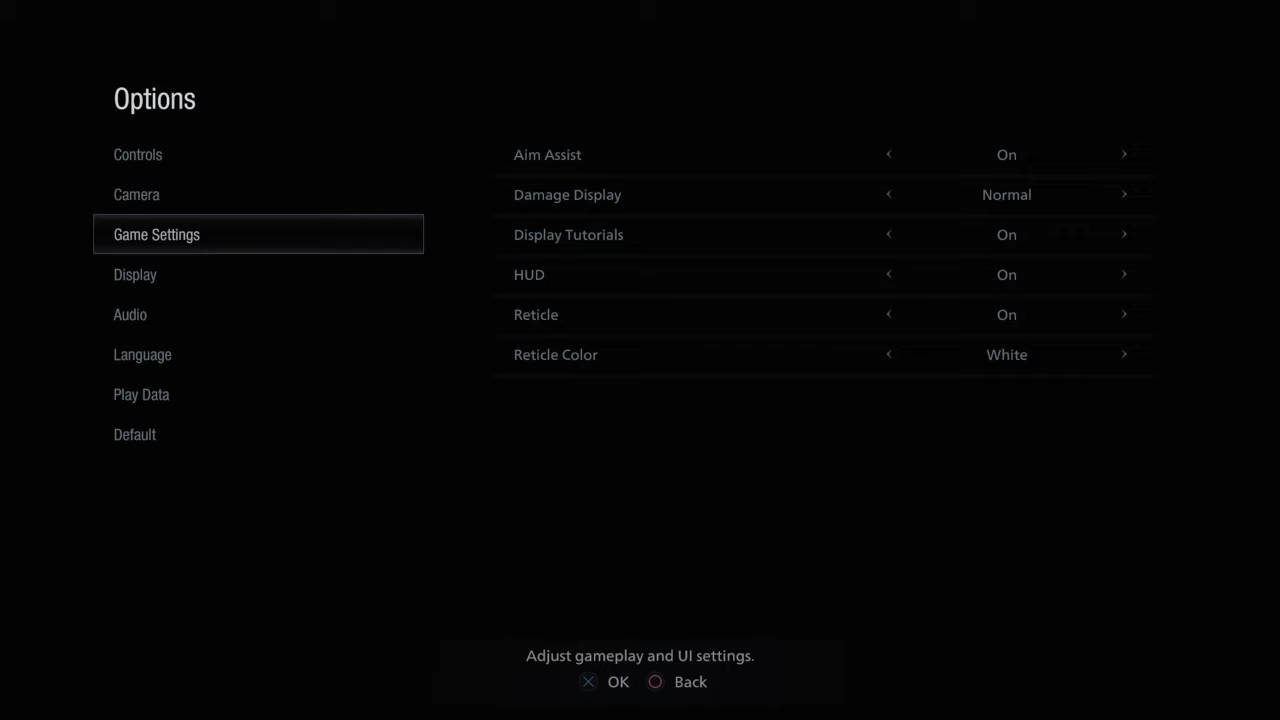 Options
Controls
Camera
Game Settings
Display
Audio
Language
Play Data
Default
Aim Assist On
Damage Display Normal
Display Tutorials On
HUD On
Reticle On
Reticle Color White
Adjust gameplay and UI settings.
OK Back